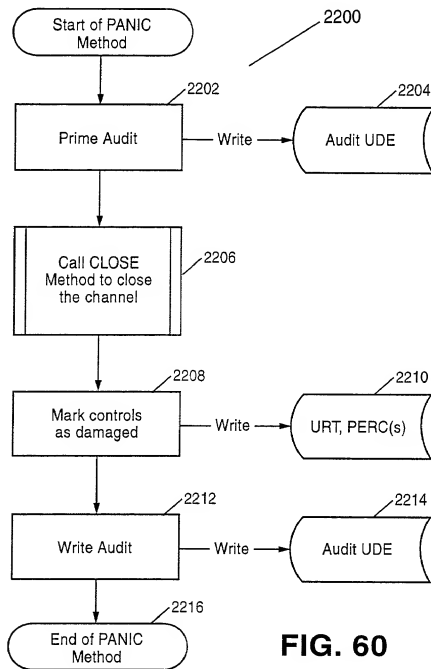 Start of PANIC
Method
2200
2202
2204
Prime Audit
Write
Audit UDE
Call CLOSE
Method to close
the channel
2206
2208
2210
Mark controls
as damaged
Write
URT, PERC(s)
2212
2214
Write Audit
Write
Audit UDE
2216
End of PANIC
Method
FIG. 60